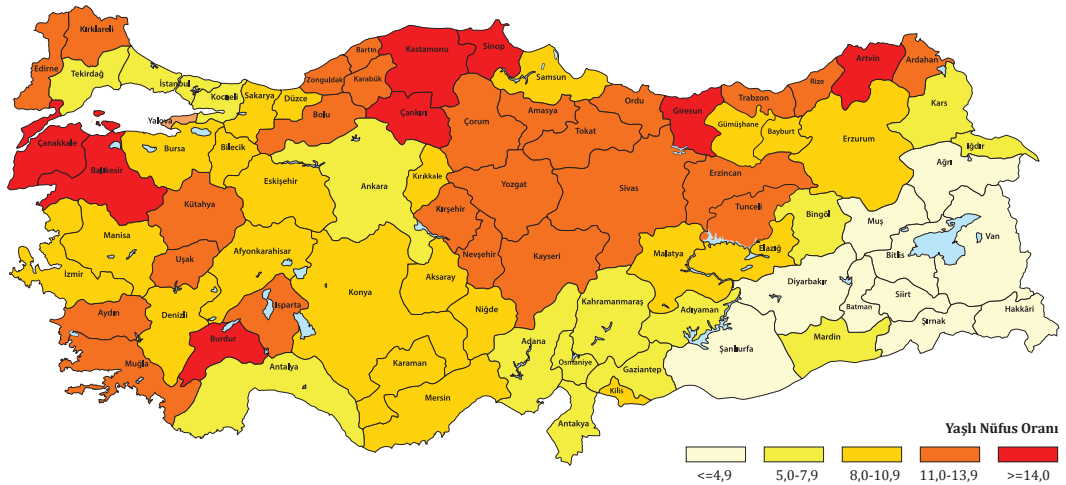 Kırklareli
Edirne
Tekirdağ
İstanbul
Kocaeli
Sakarya
Düzce
Zonguldak
Bartın
Karabük
Kastamonu
Sinop
Samsun
Yalova
Bolu
Çankırı
Çorum
Amasya
Ordu
Giresun
Trabzon
Rize
Artvin
Ardahan
Kars
Tokat
Gümüşhane
Bayburt
Erzurum
Iğdır
Ağrı
Çanakkale
Balıkesir
Bursa
Bilecik
Eskişehir
Ankara
Kırıkkale
Yozgat
Sivas
Erzincan
Tunceli
Bingöl
Muş
Van
Bitlis
Kütahya
Kırşehir
Nevşehir
Kayseri
Malatya
Elazığ
Manisa
İzmir
Uşak
Afyonkarahisar
Konya
Aksaray
Niğde
Kahramanmaraş
Adıyaman
Diyarbakır
Batman
Siirt
Şırnak
Hakkâri
Aydın
Denizli
Isparta
Burdur
Muğla
Antalya
Karaman
Mersin
Adana
Osmaniye
Gaziantep
Kilis
Şanlıurfa
Mardin
Antakya
Yaşlı Nüfus Oranı
<=4,9 5,0-7,9 8,0-10,9 11,0-13,9 >=14,0